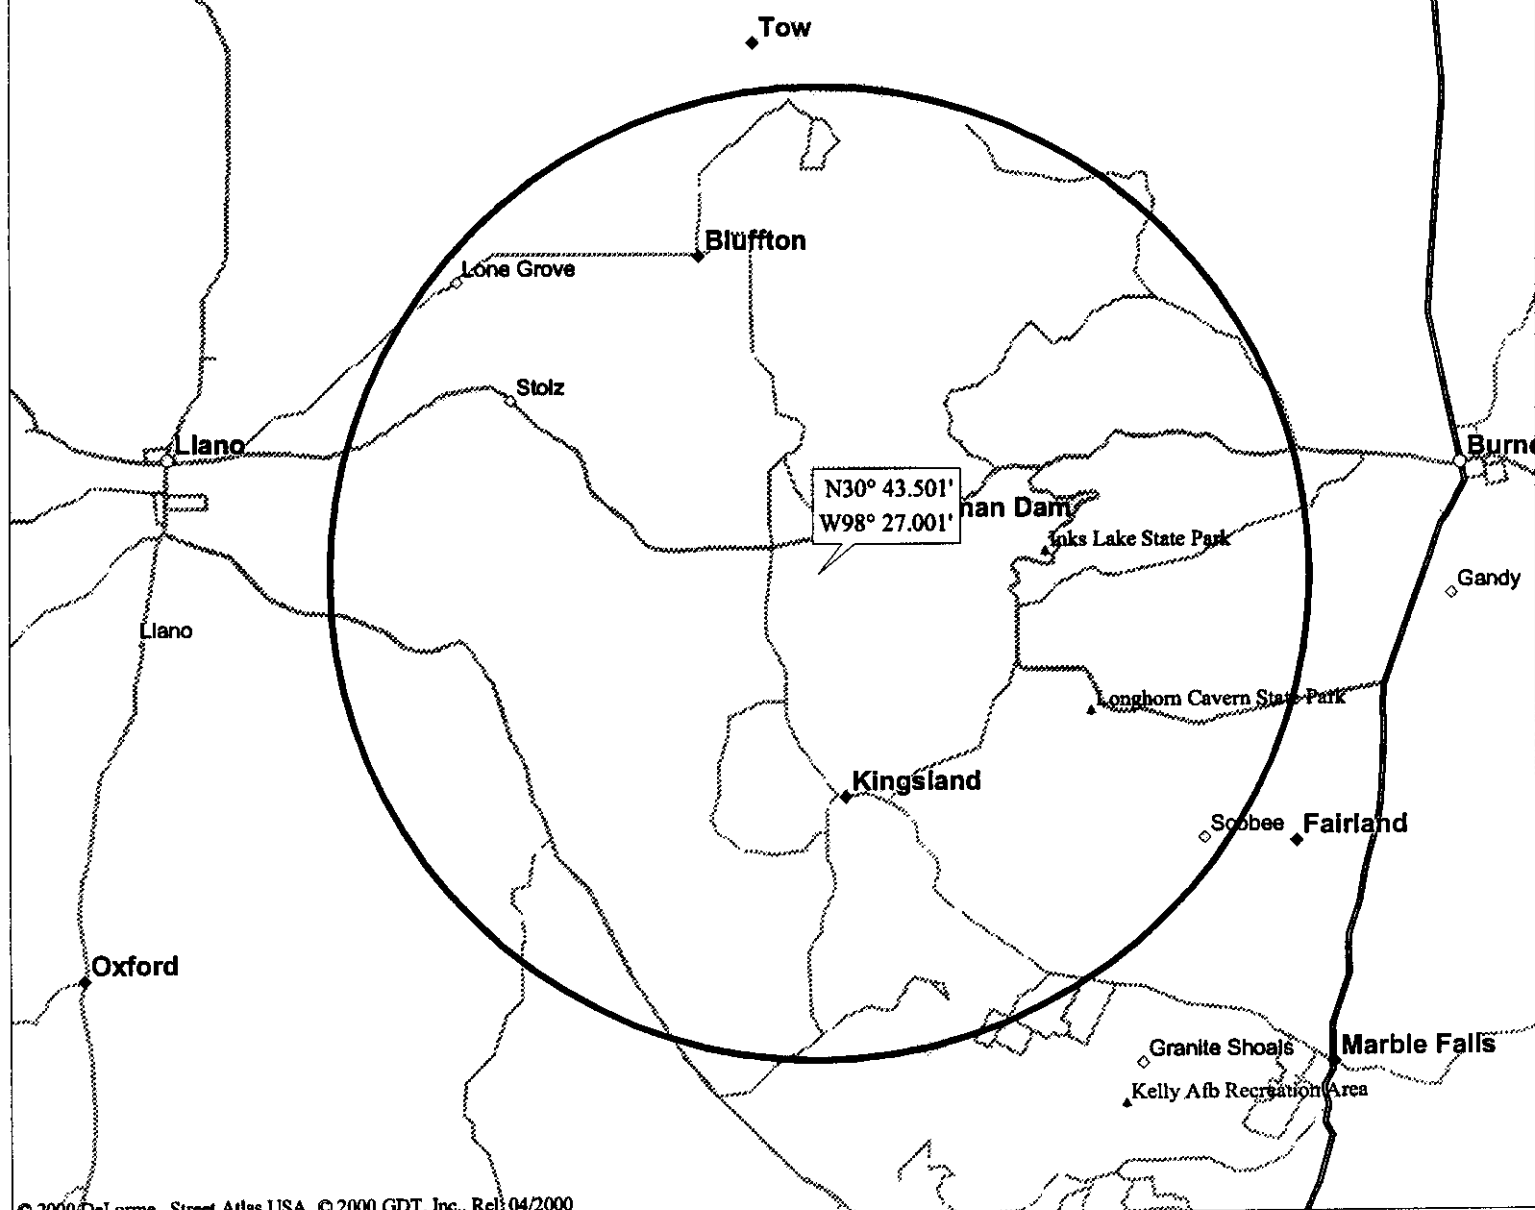 Tow
Bluffton
Lone Grove
Stolz
Llano
Burne
N30° 43.501'
W98° 27.001'
nan Dam
Inks Lake State Park
Gandy
Llano
Longhorn Cavern State Park
Kingsland
Scobee
Fairland
Oxford
Granite Shoals
Marble Falls
Kelly Afb Recreation Area
© 2000 DeLorme. Street Atlas USA © 2000 GDT, Inc., Rel. 04/2000